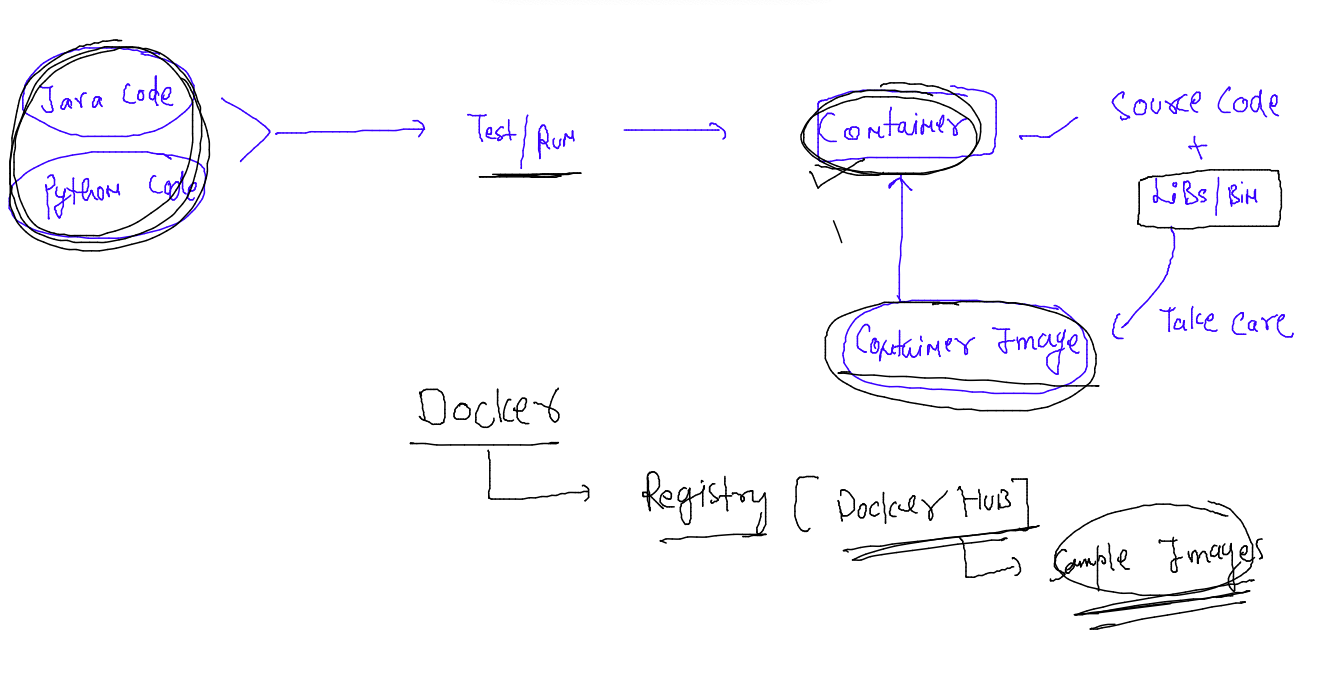 Java Code
Python Code
Test/Run
Container
Source Code
+
LiBs/Bin
Container Image
Take care
Docker
Registry [Docker HUB]
Sample Images